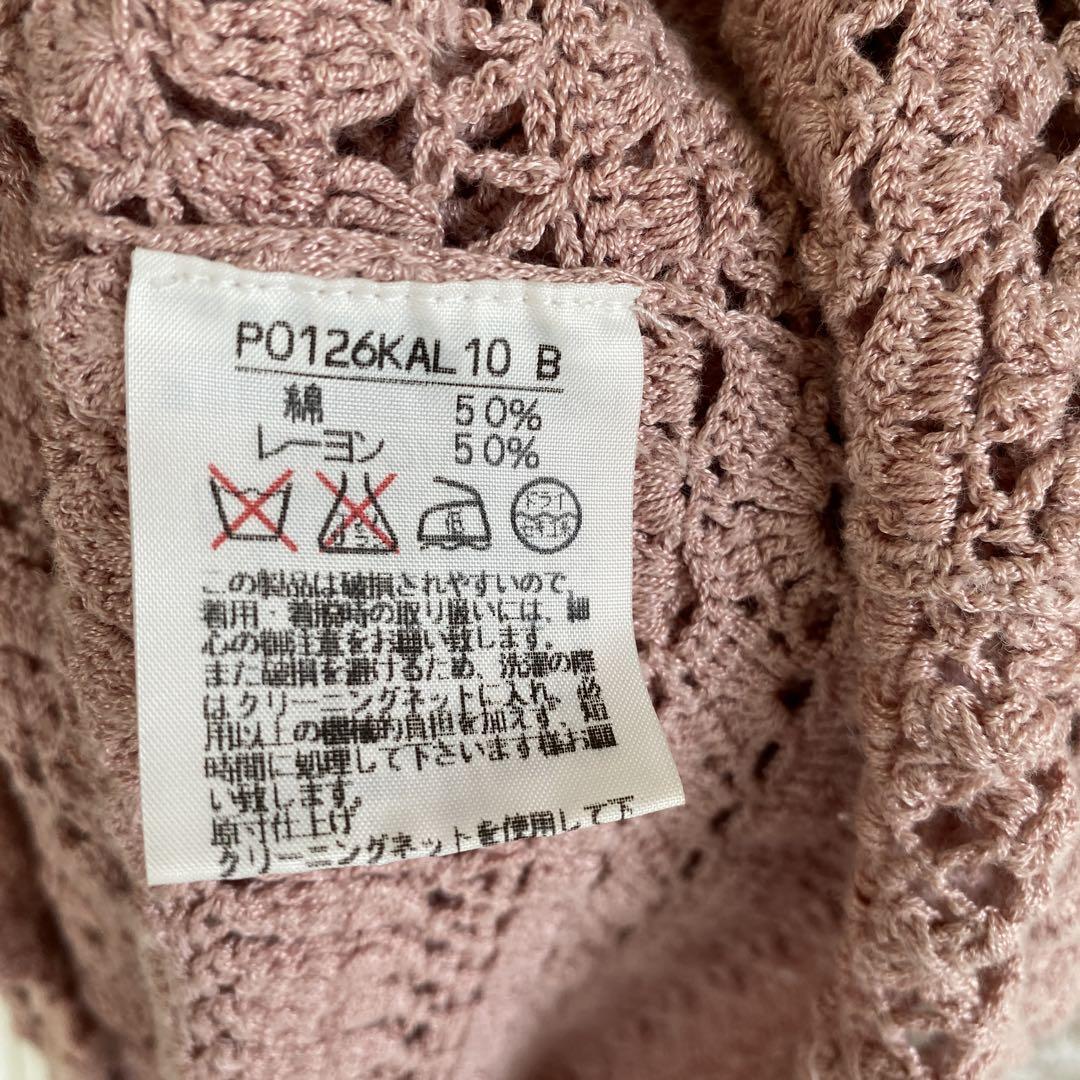 P0126KAL10 B
綿 50%
レーヨン 50%
低 ドライ
この製品は破損されやすいので、
着用・着脱時の取り扱いには、細
心の御注意をお願い致します。
また破損を避けるため、洗濯の際
はクリーニングネットに入れ、
用以上の機械的負担を加えず、
時間に処理して下さいます様お願
い致します。
原寸仕上げ
クリーニングネットを使用して下